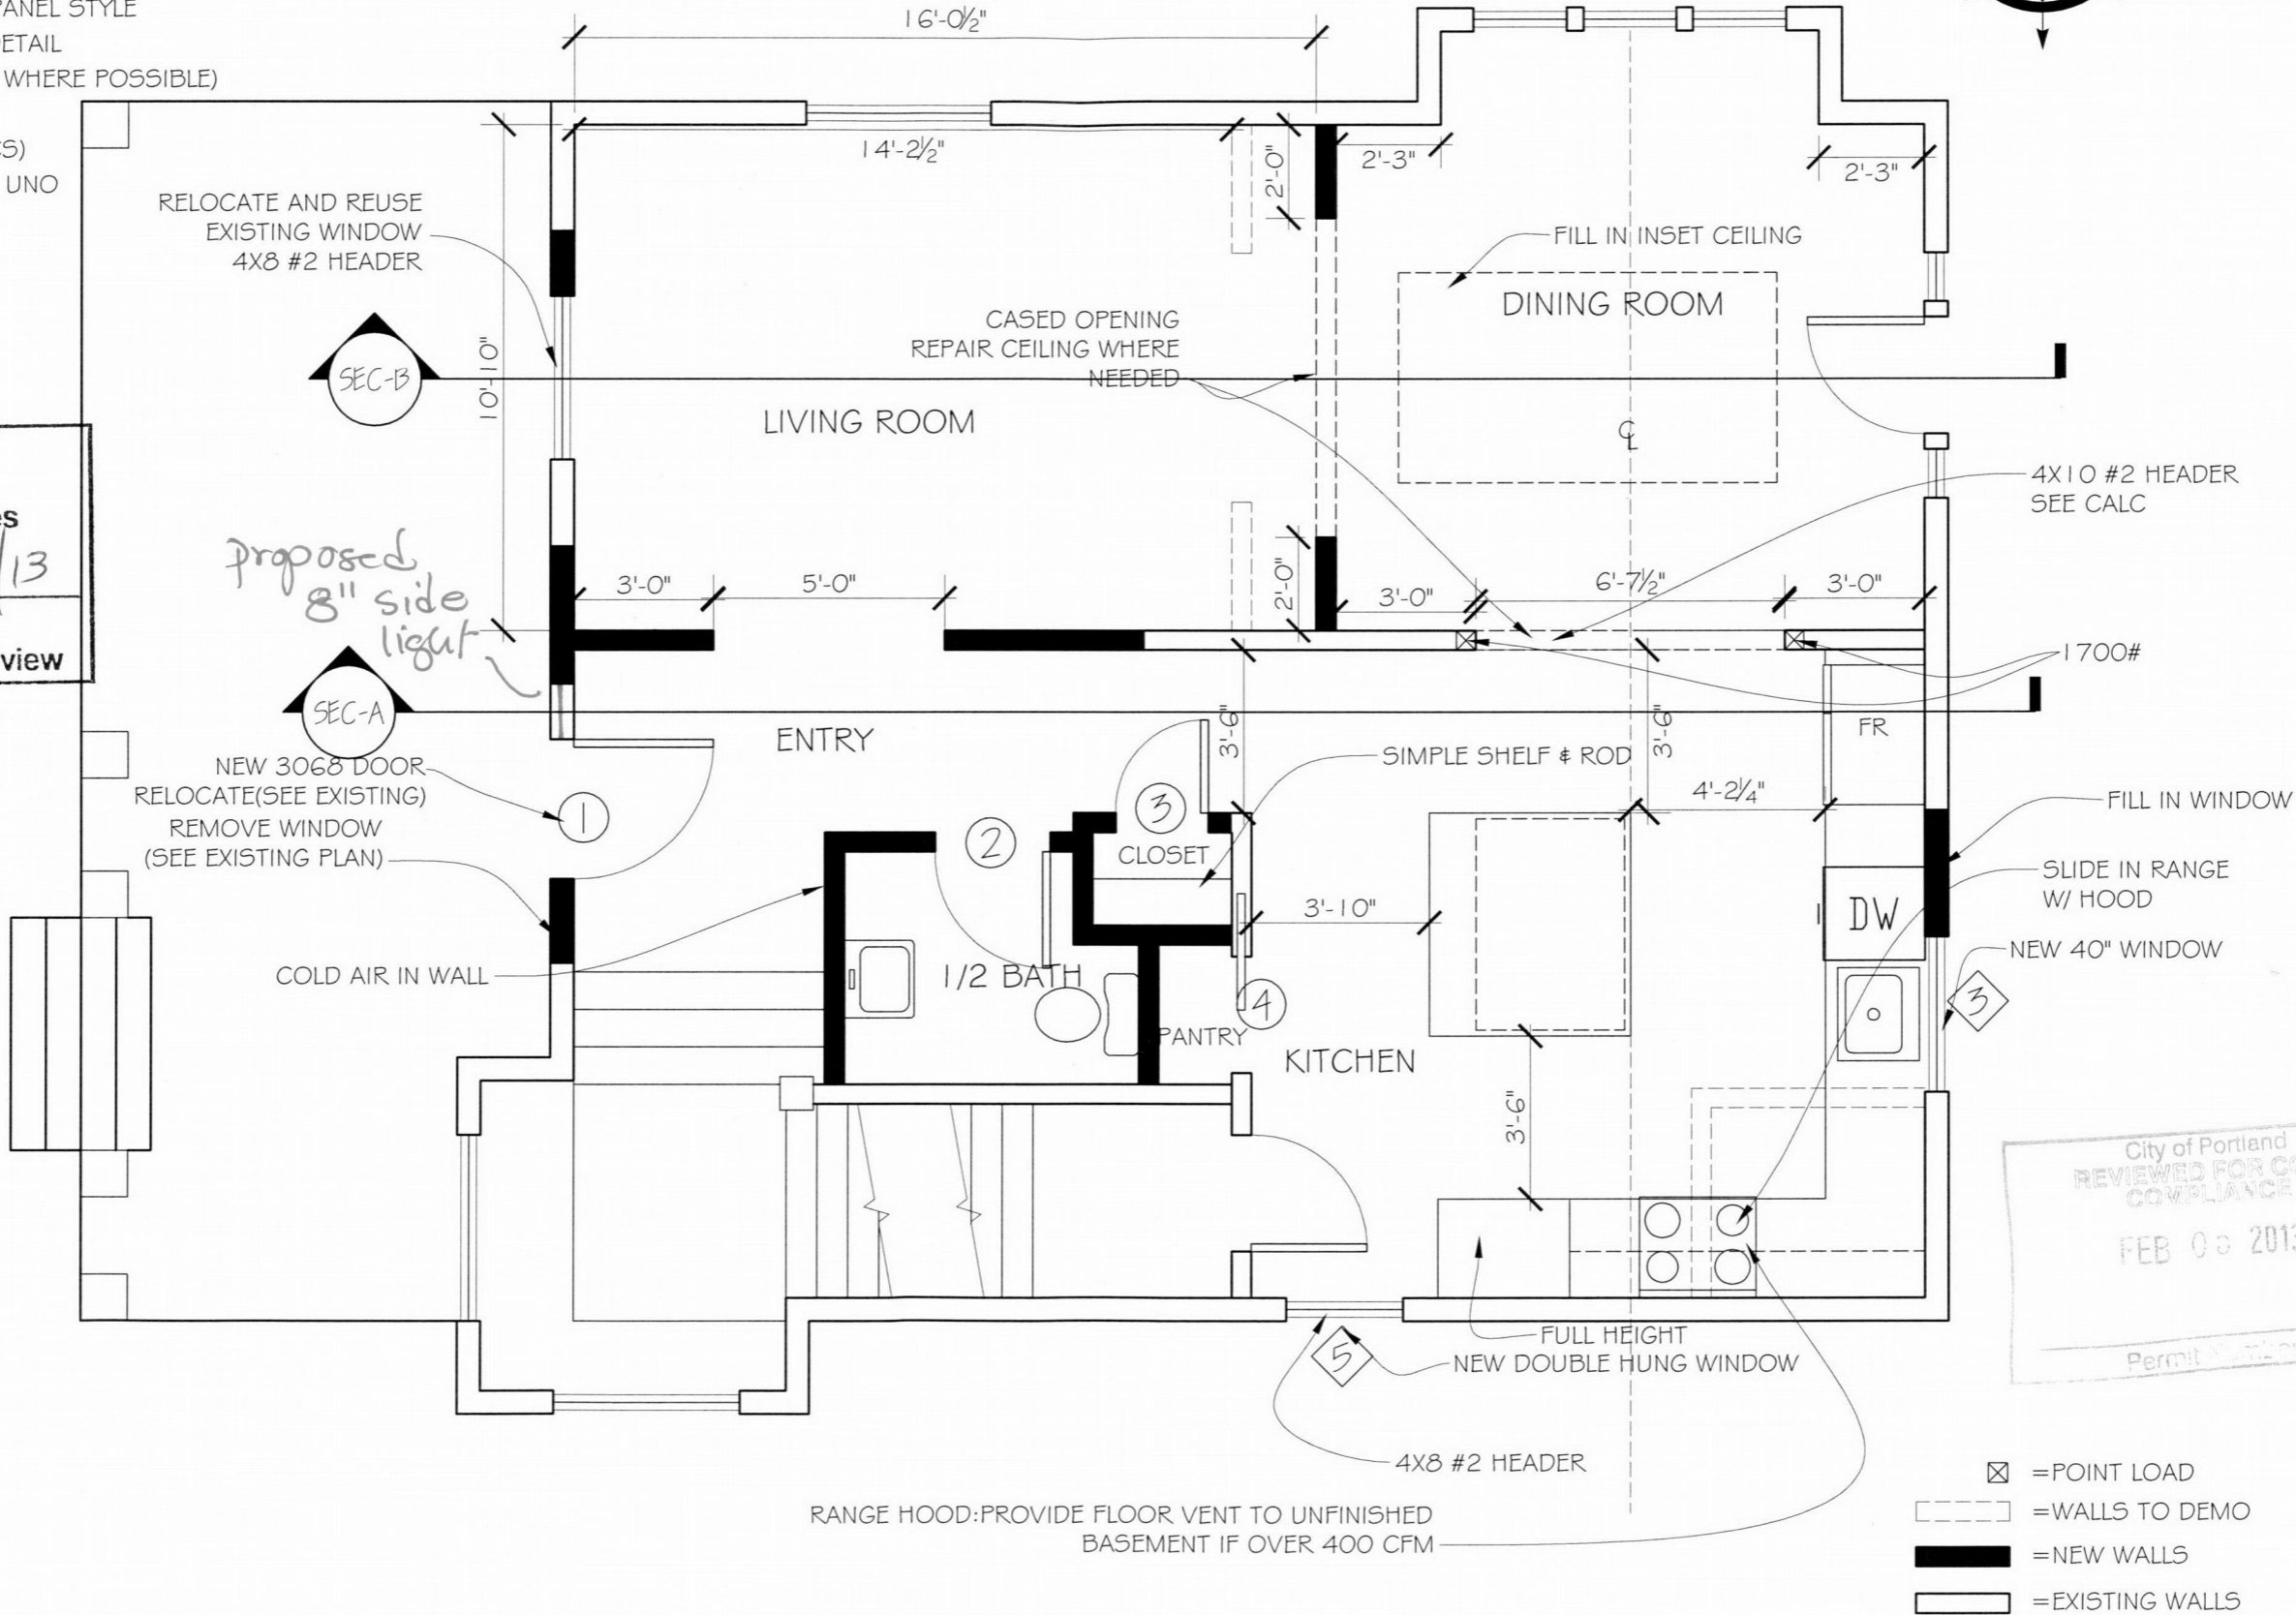 PANEL STYLE
DETAIL
WHERE POSSIBLE)
UNO
16'-0½"
14'-2½"
2'-0"
2'-3"
2'-3"
RELOCATE AND REUSE
EXISTING WINDOW
4X8 #2 HEADER
FILL IN INSET CEILING
DINING ROOM
CASED OPENING
REPAIR CEILING WHERE
NEEDED
SEC-B
10'-10"
LIVING ROOM
℄
4X10 #2 HEADER
SEE CALC
/13
view
proposed
8" side
light
3'-0"
5'-0"
2'-0"
3'-0"
6'-7½"
3'-0"
1700#
SEC-A
ENTRY
3'-6"
3'-6"
FR
SIMPLE SHELF & ROD
NEW 3068 DOOR
RELOCATE(SEE EXISTING)
REMOVE WINDOW
(SEE EXISTING PLAN)
1
2
3
CLOSET
4'-2¼"
FILL IN WINDOW
SLIDE IN RANGE
W/ HOOD
DW
3'-10"
NEW 40" WINDOW
3
COLD AIR IN WALL
1/2 BATH
4
PANTRY
KITCHEN
3'-6"
City of Portland
REVIEWED FOR
COMPLIANCE
FEB 2013
Permit
FULL HEIGHT
5
NEW DOUBLE HUNG WINDOW
4X8 #2 HEADER
RANGE HOOD:PROVIDE FLOOR VENT TO UNFINISHED
BASEMENT IF OVER 400 CFM
=POINT LOAD
=WALLS TO DEMO
=NEW WALLS
=EXISTING WALLS